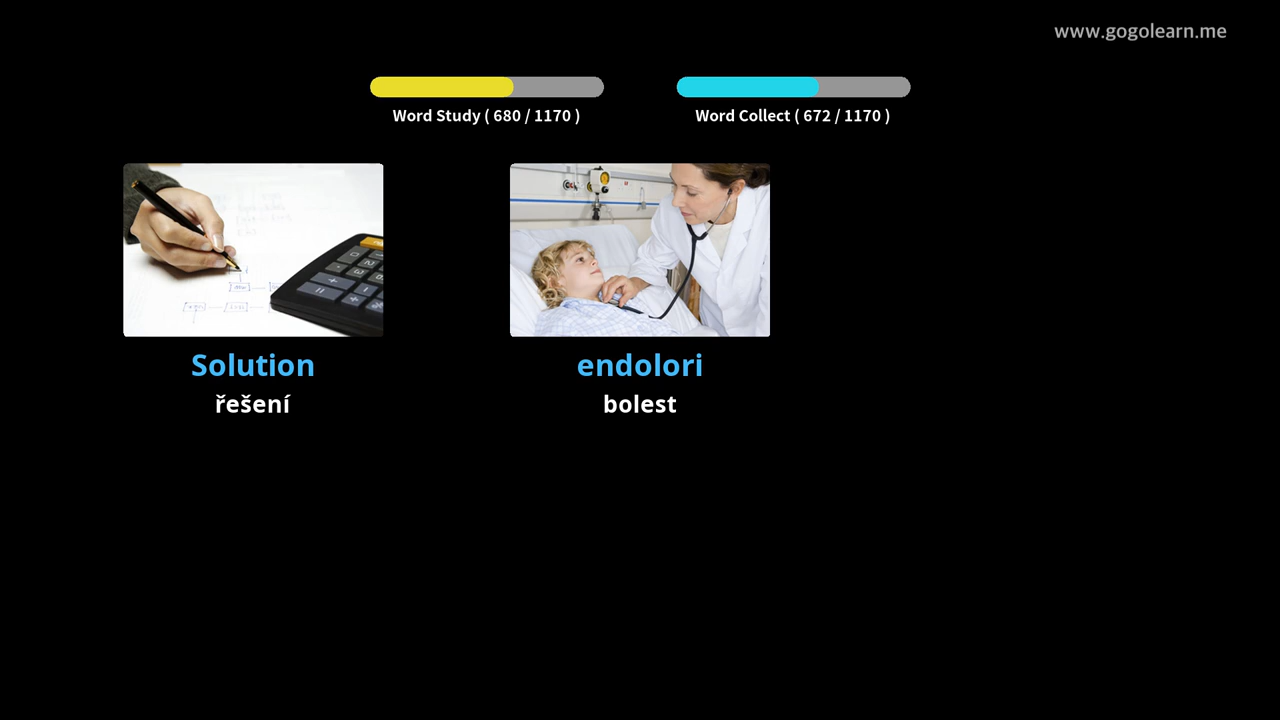 www.gogolearn.me
Word Study ( 680 / 1170 )
Word Collect ( 672 / 1170 )
Solution
řešení
endolori
bolest